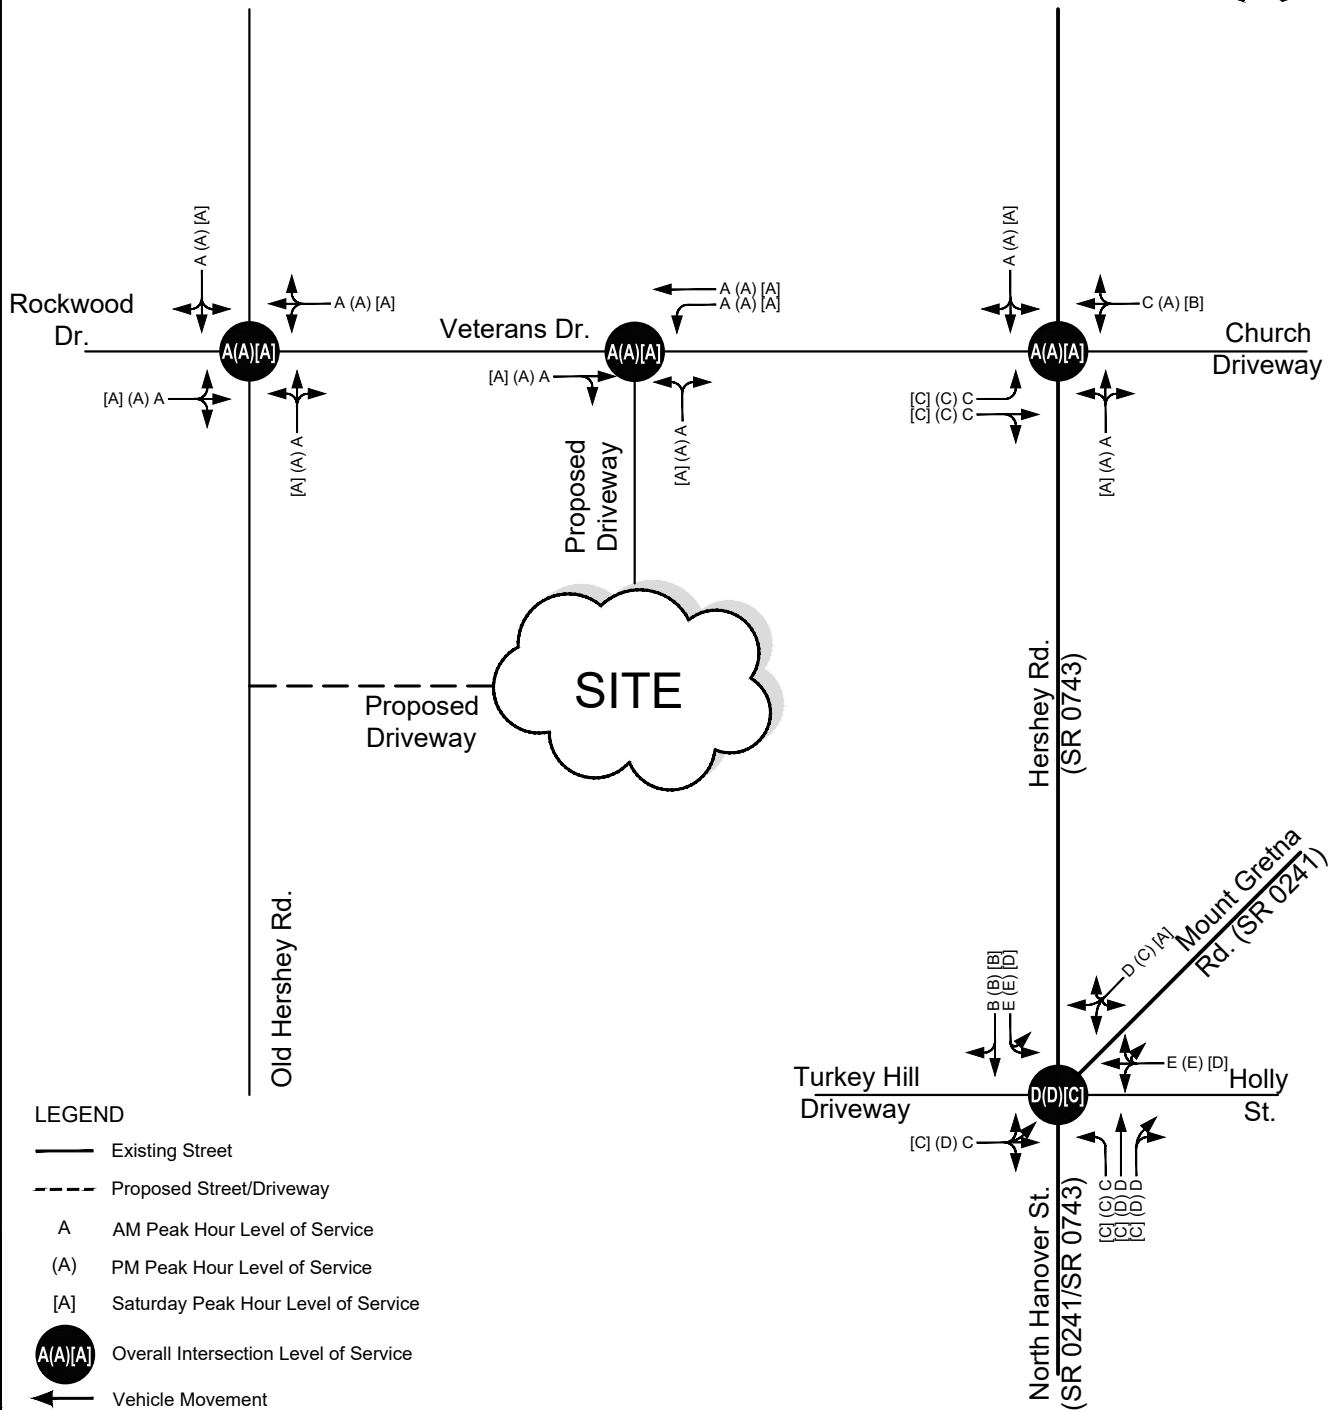 A (A) [A]
A (A) [A]
Rockwood
Dr.
A (A) [A]
Veterans Dr.
A (A) [A]
A (A) [A]
C (A) [B]
Church
Driveway
A(A)[A]
A(A)[A]
A(A)[A]
[A] (A) A
[A] (A) A
[A] (A) A
[A] (A) A
[C] (C) C
[C] (C) C
[A] (A) A
Proposed
Driveway
SITE
Proposed
Driveway
Hershey Rd.
(SR 0743)
Old Hershey Rd.
Mount Gretna
Rd. (SR 0241)
D (C) [A]
B (B) [B]
E (E) [D]
Turkey Hill
Driveway
D(D)[C]
E (E) [D]
Holly
St.
[C] (D) C
[C] (C) C
[C] (D) D
[C] (D) D
North Hanover St.
(SR 0241/SR 0743)
LEGEND
Existing Street
Proposed Street/Driveway
A AM Peak Hour Level of Service
(A) PM Peak Hour Level of Service
[A] Saturday Peak Hour Level of Service
A(A)[A] Overall Intersection Level of Service
Vehicle Movement